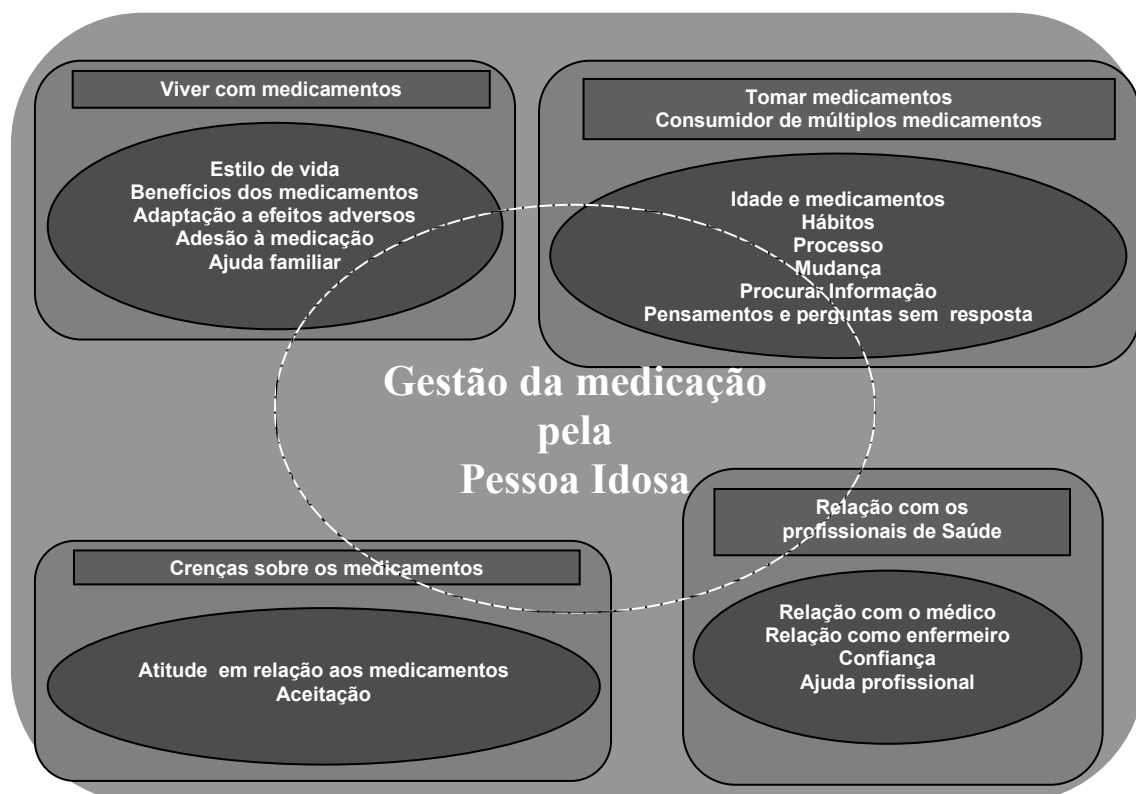 Viver com medicamentos
Estilo de vida
Benefícios dos medicamentos
Adaptação a efeitos adversos
Adesão à medicação
Ajuda familiar
Tomar medicamentos
Consumidor de múltiplos medicamentos
Idade e medicamentos
Hábitos
Processo
Mudança
Procurar Informação
Pensamentos e perguntas sem resposta
Gestão da medicação
pela
Pessoa Idosa
Crenças sobre os medicamentos
Atitude em relação aos medicamentos
Aceitação
Relação com os
profissionais de Saúde
Relação com o médico
Relação como enfermeiro
Confiança
Ajuda profissional